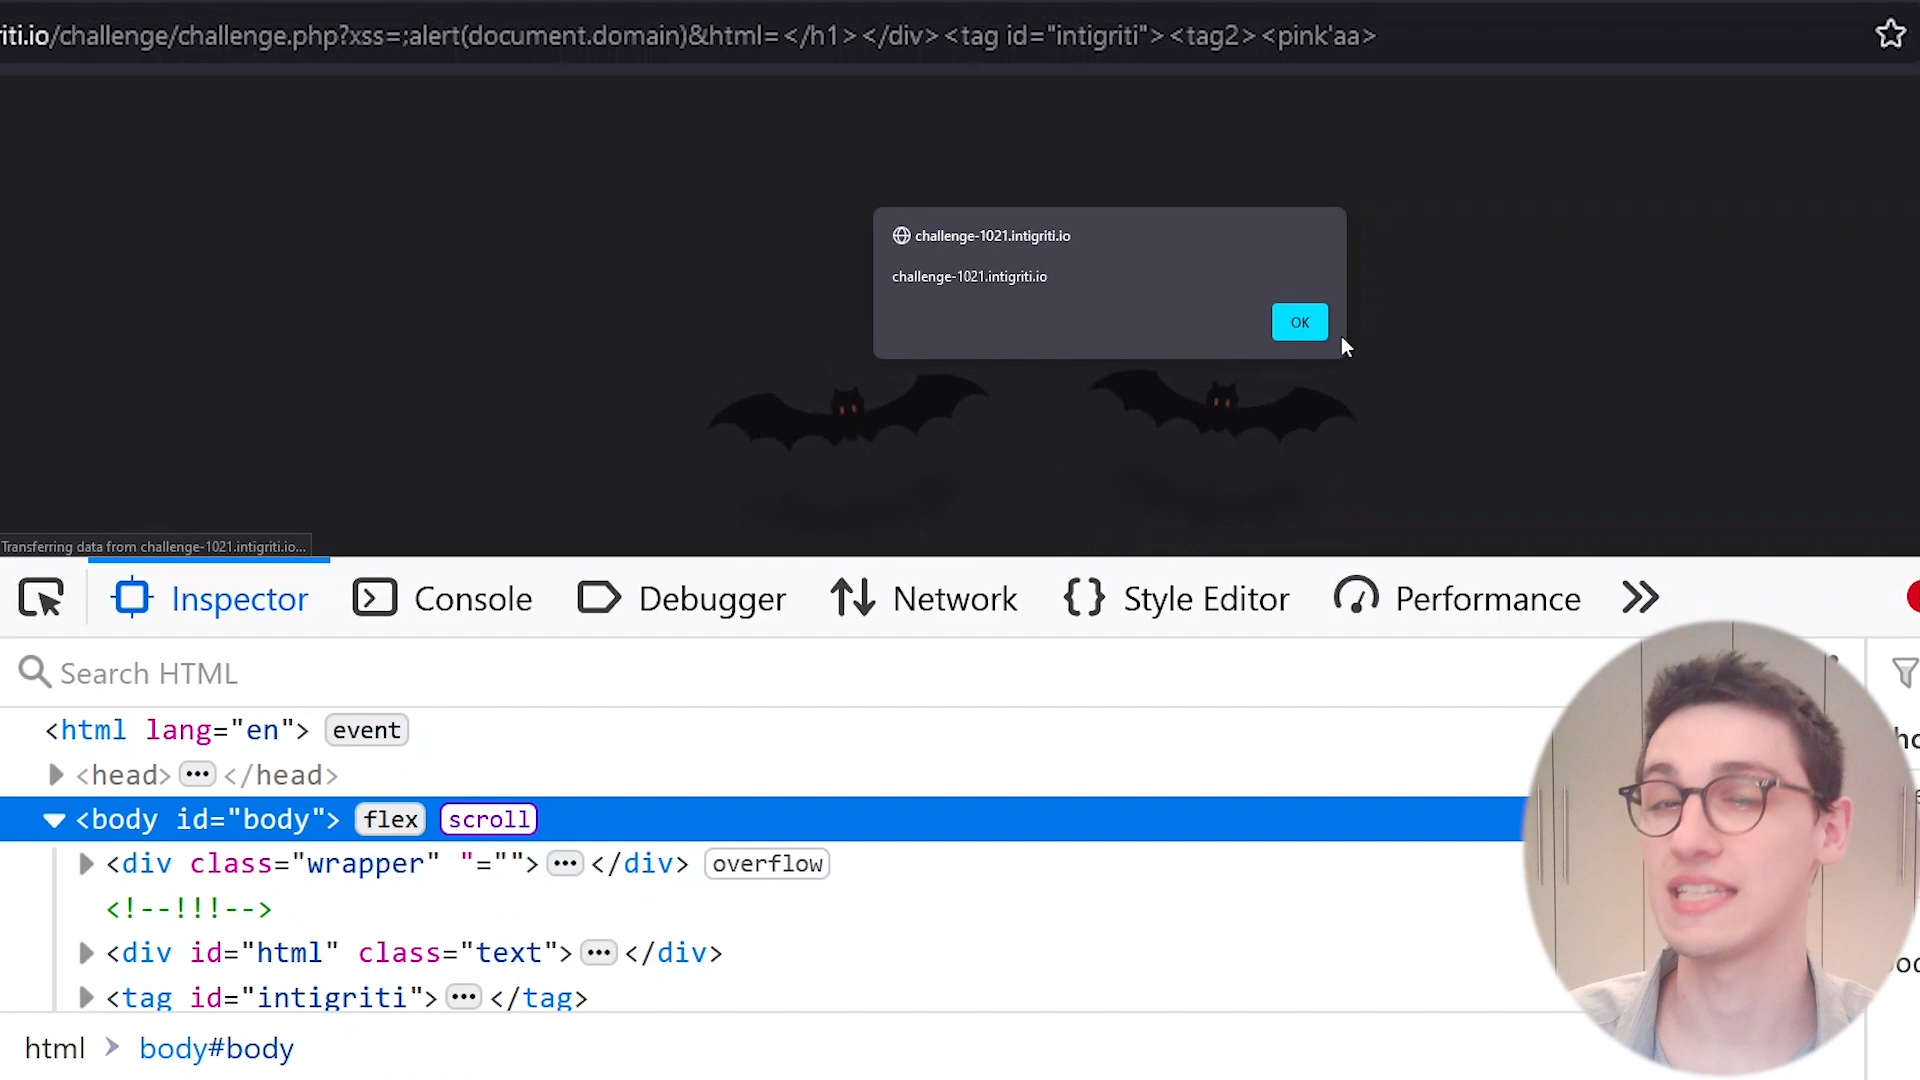 riti.io/challenge/challenge.php?xss=;alert(document.domain)&html=</h1></div><tag id="intigriti"><tag2><pink'aa>
challenge-1021.intigriti.io
challenge-1021.intigriti.io
OK
Transferring data from challenge-1021.intigriti.io...
Inspector Console Debugger Network Style Editor Performance
Search HTML
<html lang="en"> event
<head> ••• </head>
<body id="body"> flex scroll
<div class="wrapper" "=""> ••• </div> overflow
<!--!!!-->
<div id="html" class="text"> ••• </div>
<tag id="intigriti"> ••• </tag>
html > body#body